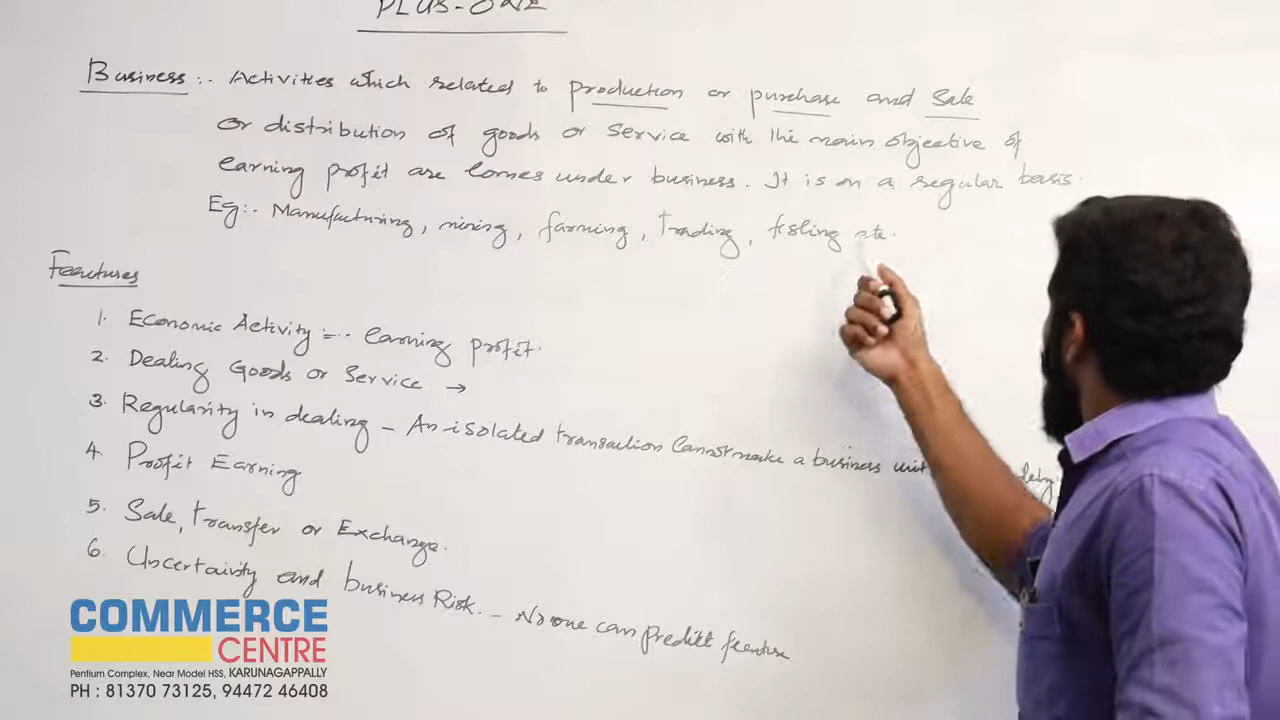 PLUS-ONE
Business :- Activities which related to production or purchase and Sale
or distribution of goods or Service with the main objective of
earning profit are comes under business. It is on a regular basis.
Eg:- Manufacturing, mining, farming, Trading, etc.
Features
1. Economic Activity :- earning profit.
2. Dealing Goods or Service →
3. Regularity in dealing - An isolated transaction Cannot make a business unit
4. Profit Earning
5. Sale, Transfer or Exchange.
6. Uncertainty and business Risk. - No one can predict
COMMERCE
CENTRE
Pentium Complex, Near Model HSS, KARUNAGAPPALLY
PH : 81370 73125, 94472 46408